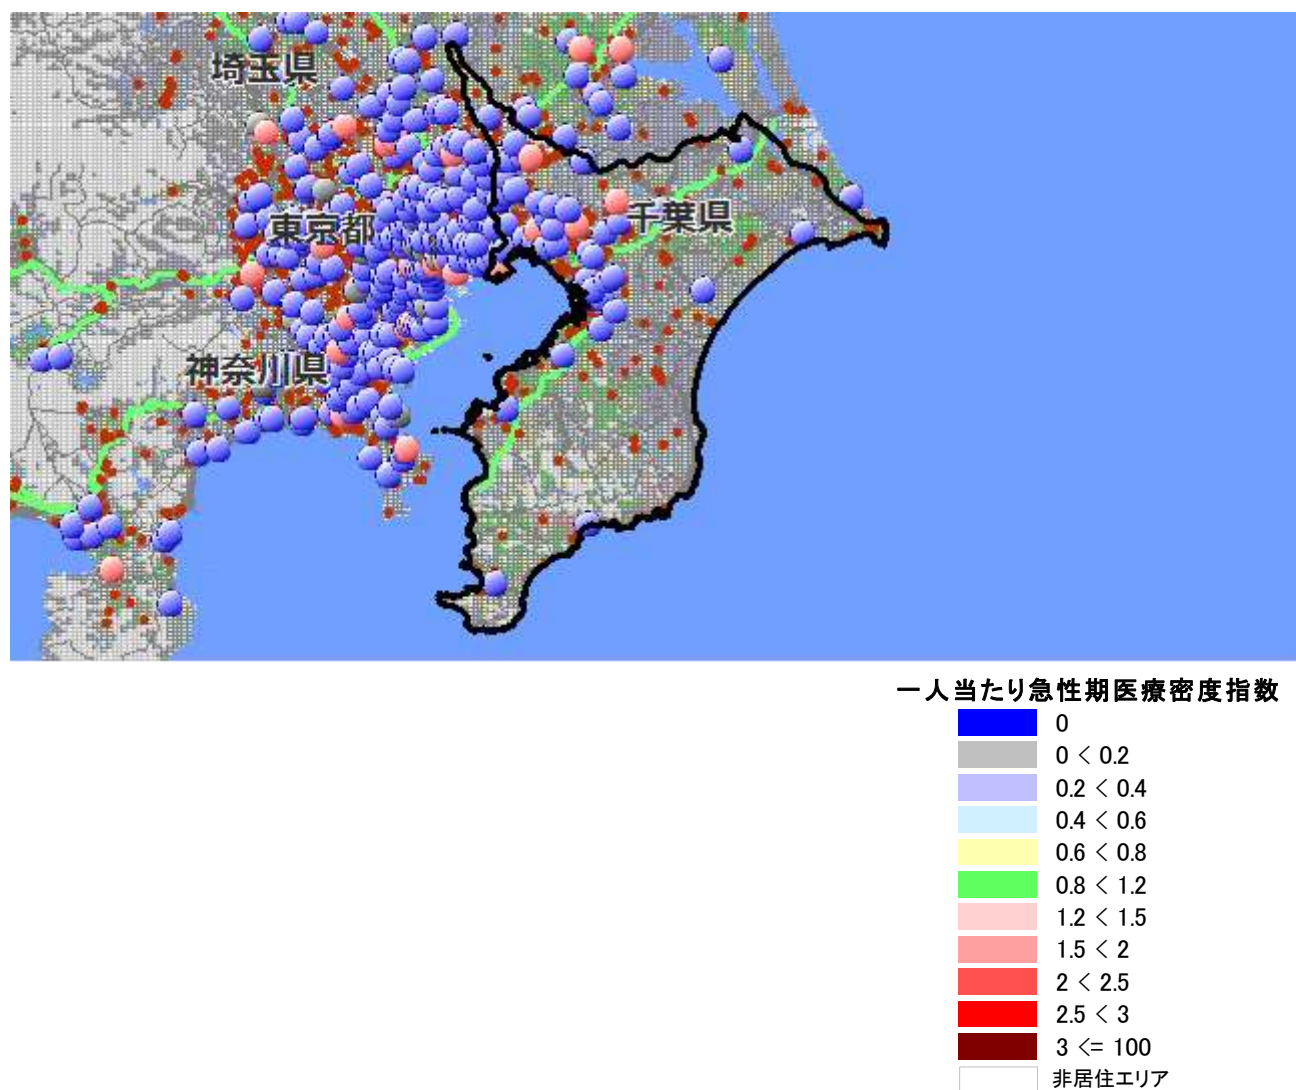 埼玉県
東京都
千葉県
神奈川県
一人当たり急性期医療密度指数
0
0 < 0.2
0.2 < 0.4
0.4 < 0.6
0.6 < 0.8
0.8 < 1.2
1.2 < 1.5
1.5 < 2
2 < 2.5
2.5 < 3
3 <= 100
非居住エリア